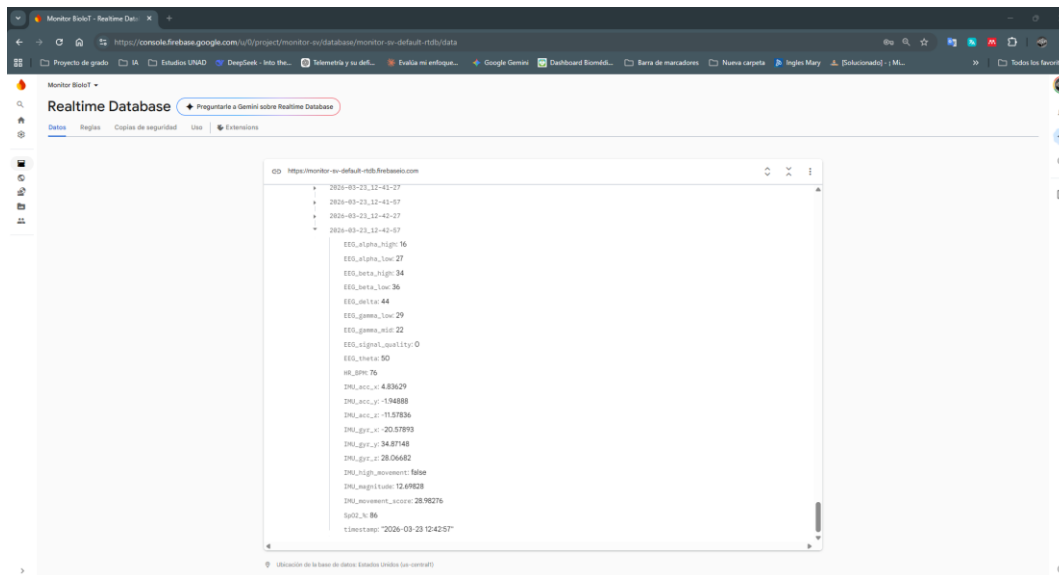 Monitor BioIoT - Realtime Data
https://console.firebase.google.com/u/0/project/monitor-sv/database/monitor-sv-default-rtdb/data
Proyecto de grado
IA
Estudios UNAD
DeepSeek - Into the...
Telemetría y su defi...
Evalúa mi enfoque...
Google Gemini
Dashboard Biomédi...
Barra de marcadores
Nueva carpeta
Ingles Mary
[Solucionado] - ¡ Mi...
»
Todos los favorit
Monitor BioIoT
Realtime Database
Preguntarle a Gemini sobre Realtime Database
Datos Reglas Copias de seguridad Uso Extensions
https://monitor-sv-default-rtdb.firebaseio.com
2026-03-23_12-41-27
2026-03-23_12-41-57
2026-03-23_12-42-27
2026-03-23_12-42-57
EEG_alpha_high: 16
EEG_alpha_low: 27
EEG_beta_high: 34
EEG_beta_low: 36
EEG_delta: 44
EEG_gamma_low: 29
EEG_gamma_mid: 22
EEG_signal_quality: 0
EEG_theta: 50
HR_BPM: 76
IMU_acc_x: 4.83629
IMU_acc_y: -1.94888
IMU_acc_z: -11.57836
IMU_gyr_x: -20.57893
IMU_gyr_y: 34.87148
IMU_gyr_z: 28.06682
IMU_high_movement: false
IMU_magnitude: 12.69828
IMU_movement_score: 28.98276
SpO2_%: 86
timestamp: "2026-03-23 12:42:57"
Ubicación de la base de datos: Estados Unidos (us-central1)